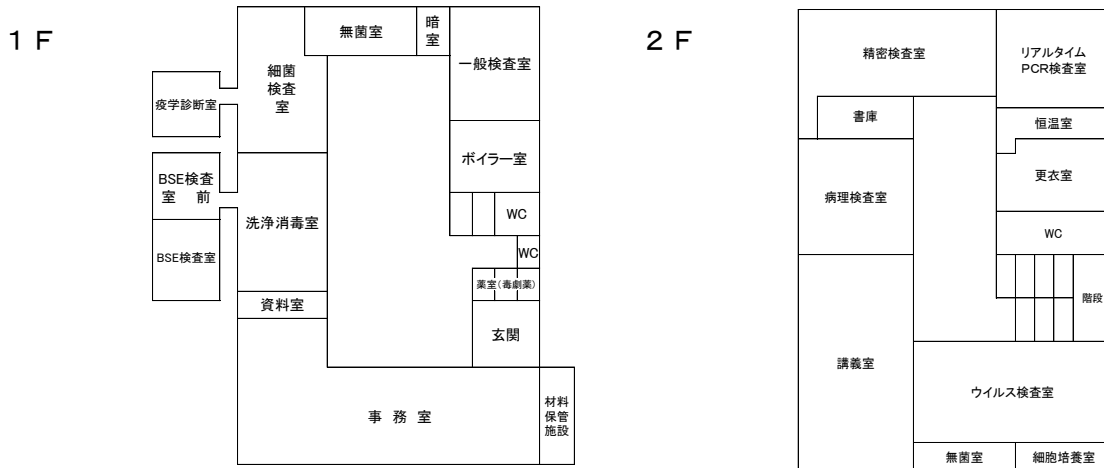 １Ｆ
無菌室
暗
室
一般検査室
細菌
検査
室
疫学診断室
ボイラー室
BSE検査
室　前
WC
洗浄消毒室
WC
BSE検査室
薬室(毒劇薬)
資料室
玄関
事　務　室
材料
保管
施設
２Ｆ
精密検査室
リアルタイム
PCR検査室
書庫
恒温室
更衣室
病理検査室
WC
階段
講義室
ウイルス検査室
無菌室
細胞培養室